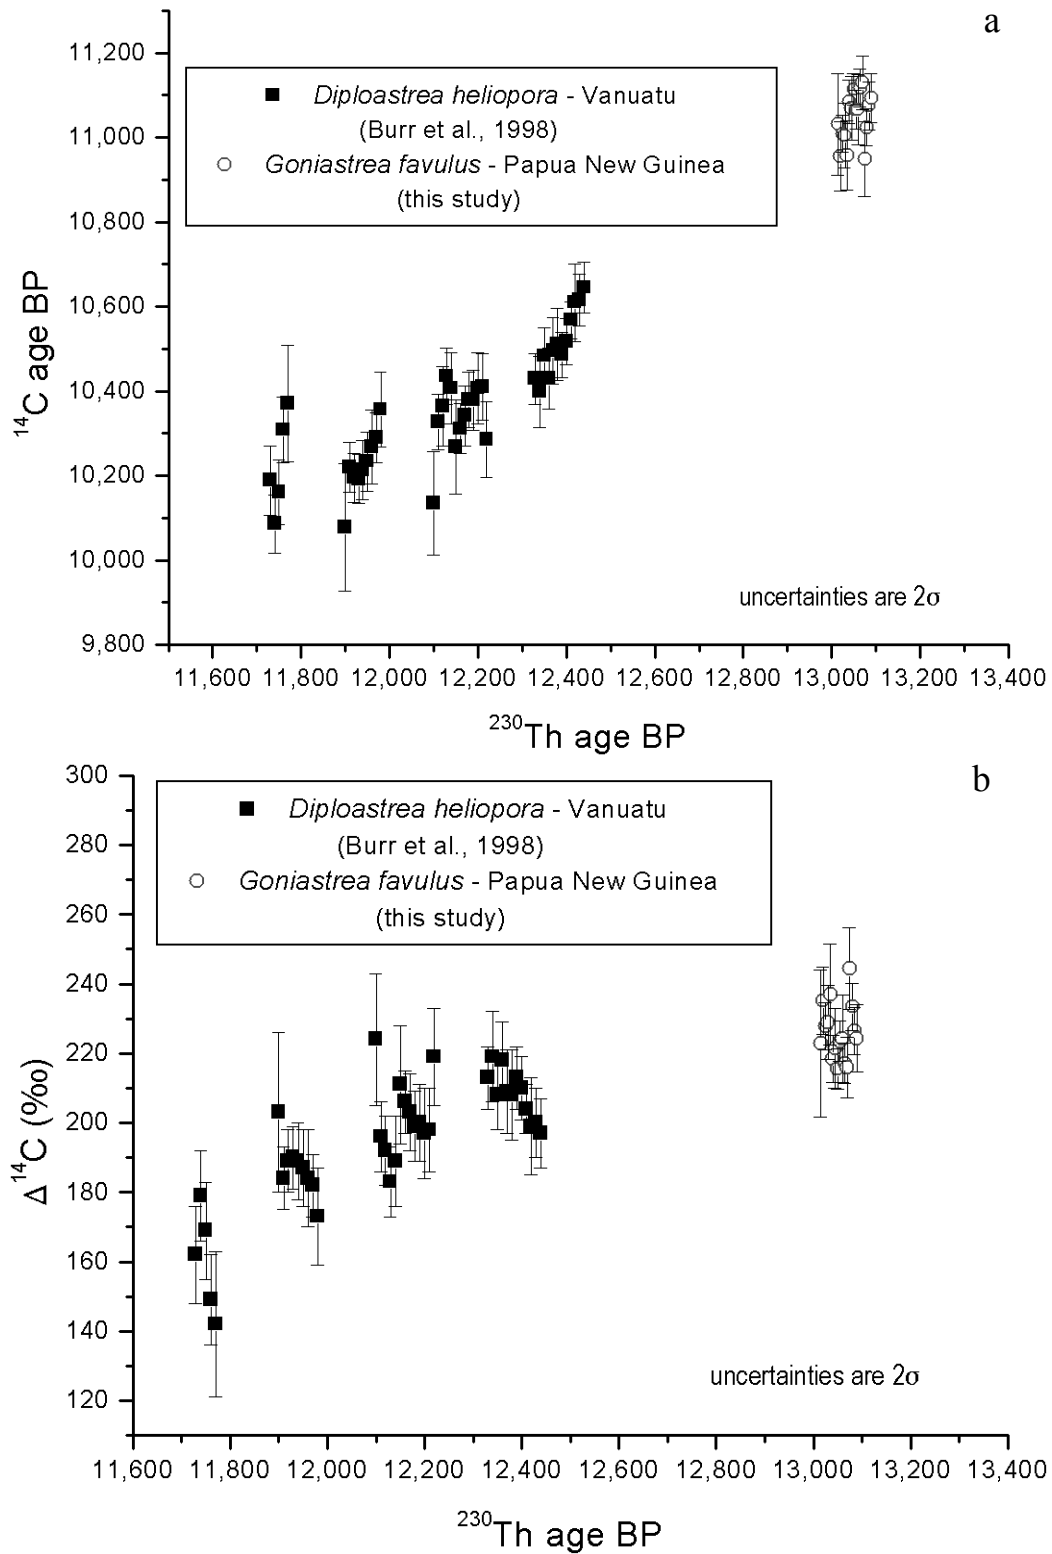 a
11,200
11,000
10,800
10,600
10,400
10,200
10,000
9,800
¹⁴C age BP
Diploastrea heliopora - Vanuatu
(Burr et al., 1998)
Goniastrea favulus - Papua New Guinea
(this study)
uncertainties are 2σ
11,600 11,800 12,000 12,200 12,400 12,600 12,800 13,000 13,200 13,400
²³⁰Th age BP
b
300
280
260
240
220
200
180
160
140
120
Δ¹⁴C (‰)
Diploastrea heliopora - Vanuatu
(Burr et al., 1998)
Goniastrea favulus - Papua New Guinea
(this study)
uncertainties are 2σ
11,600 11,800 12,000 12,200 12,400 12,600 12,800 13,000 13,200 13,400
²³⁰Th age BP